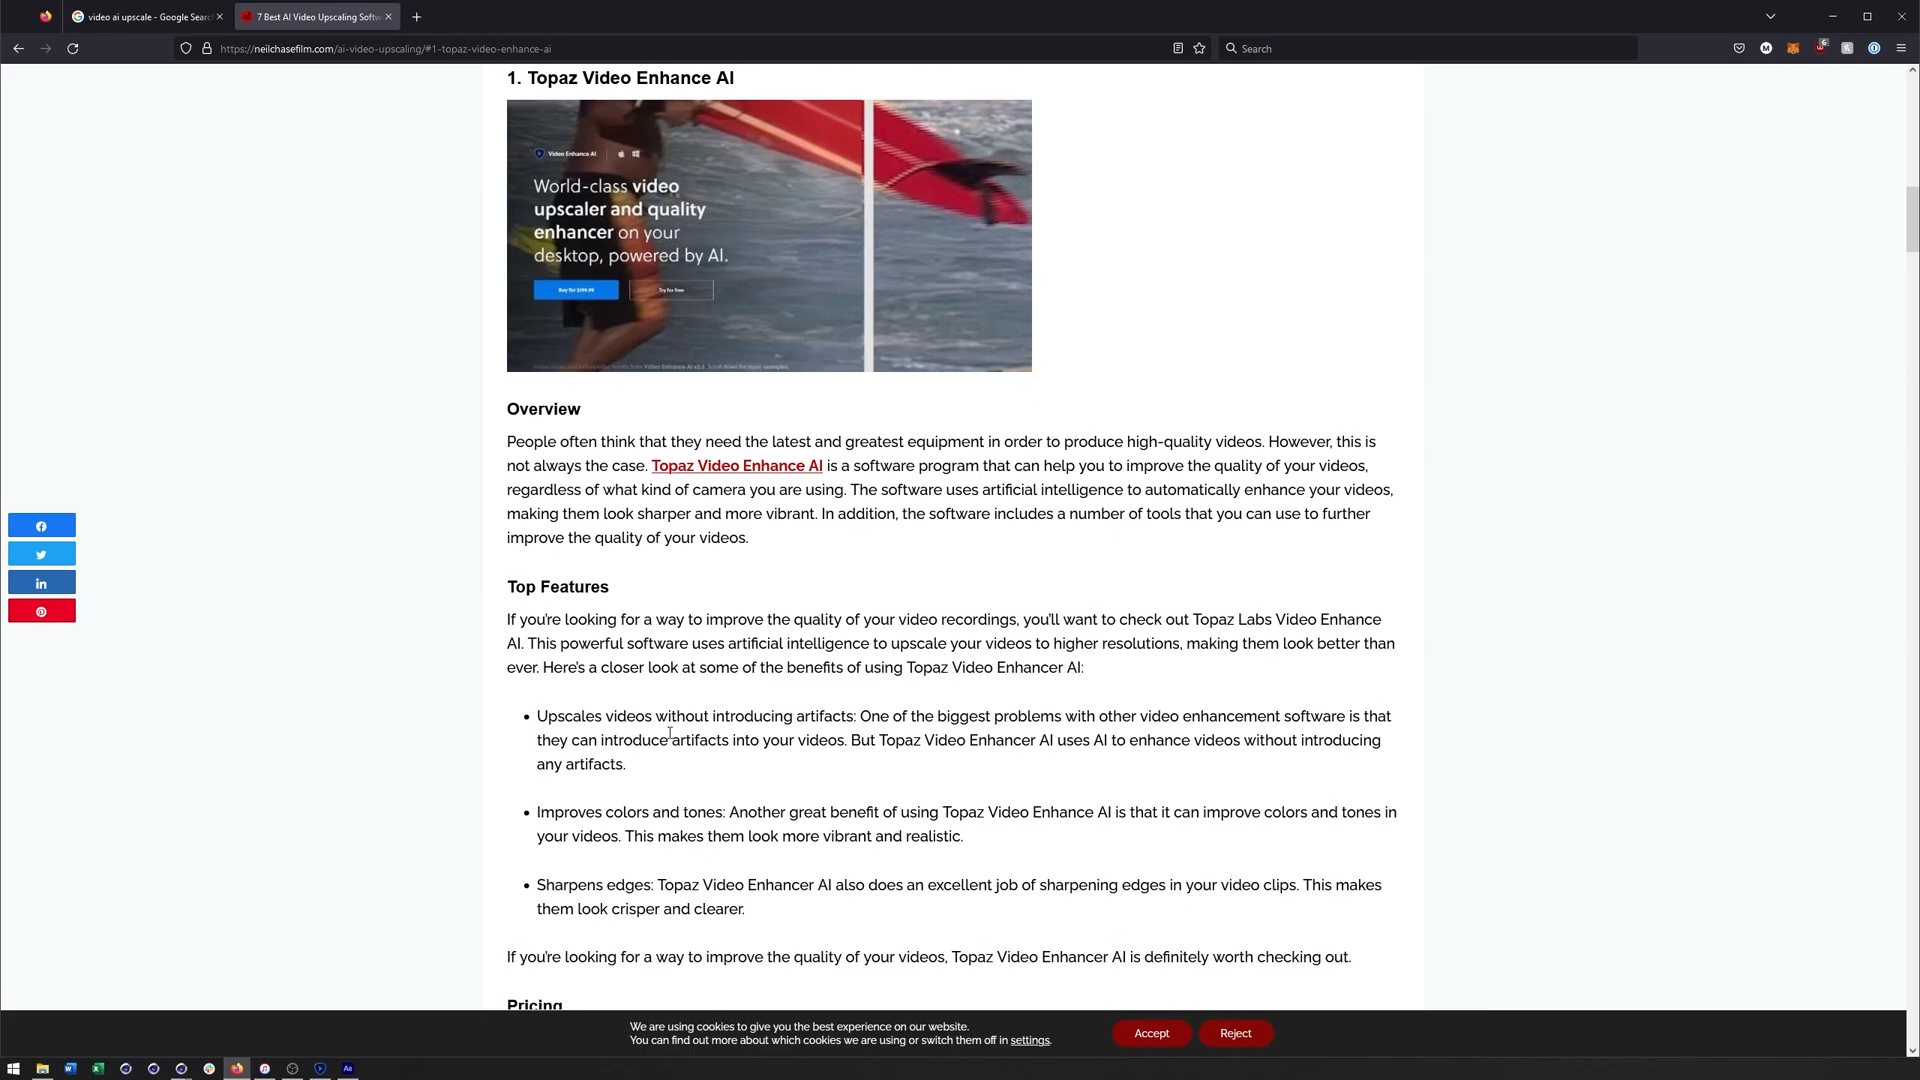 video ai upscale - Google Searc
7 Best AI Video Upscaling Softw
https://neilchasefilm.com/ai-video-upscaling/#1-topaz-video-enhance-ai
Search
6
1. Topaz Video Enhance AI
Video Enhance AI
World-class video
upscaler and quality
enhancer on your
desktop, powered by AI.
Buy for $199.99
Try for free
Overview
People often think that they need the latest and greatest equipment in order to produce high-quality videos. However, this is
not always the case. Topaz Video Enhance AI is a software program that can help you to improve the quality of your videos,
regardless of what kind of camera you are using. The software uses artificial intelligence to automatically enhance your videos,
making them look sharper and more vibrant. In addition, the software includes a number of tools that you can use to further
improve the quality of your videos.
Top Features
If you're looking for a way to improve the quality of your video recordings, you'll want to check out Topaz Labs Video Enhance
AI. This powerful software uses artificial intelligence to upscale your videos to higher resolutions, making them look better than
ever. Here's a closer look at some of the benefits of using Topaz Video Enhancer AI:
• Upscales videos without introducing artifacts: One of the biggest problems with other video enhancement software is that
they can introduce artifacts into your videos. But Topaz Video Enhancer AI uses AI to enhance videos without introducing
any artifacts.
• Improves colors and tones: Another great benefit of using Topaz Video Enhance AI is that it can improve colors and tones in
your videos. This makes them look more vibrant and realistic.
• Sharpens edges: Topaz Video Enhancer AI also does an excellent job of sharpening edges in your video clips. This makes
them look crisper and clearer.
If you're looking for a way to improve the quality of your videos, Topaz Video Enhancer AI is definitely worth checking out.
Pricing
We are using cookies to give you the best experience on our website.
You can find out more about which cookies we are using or switch them off in settings.
Accept
Reject